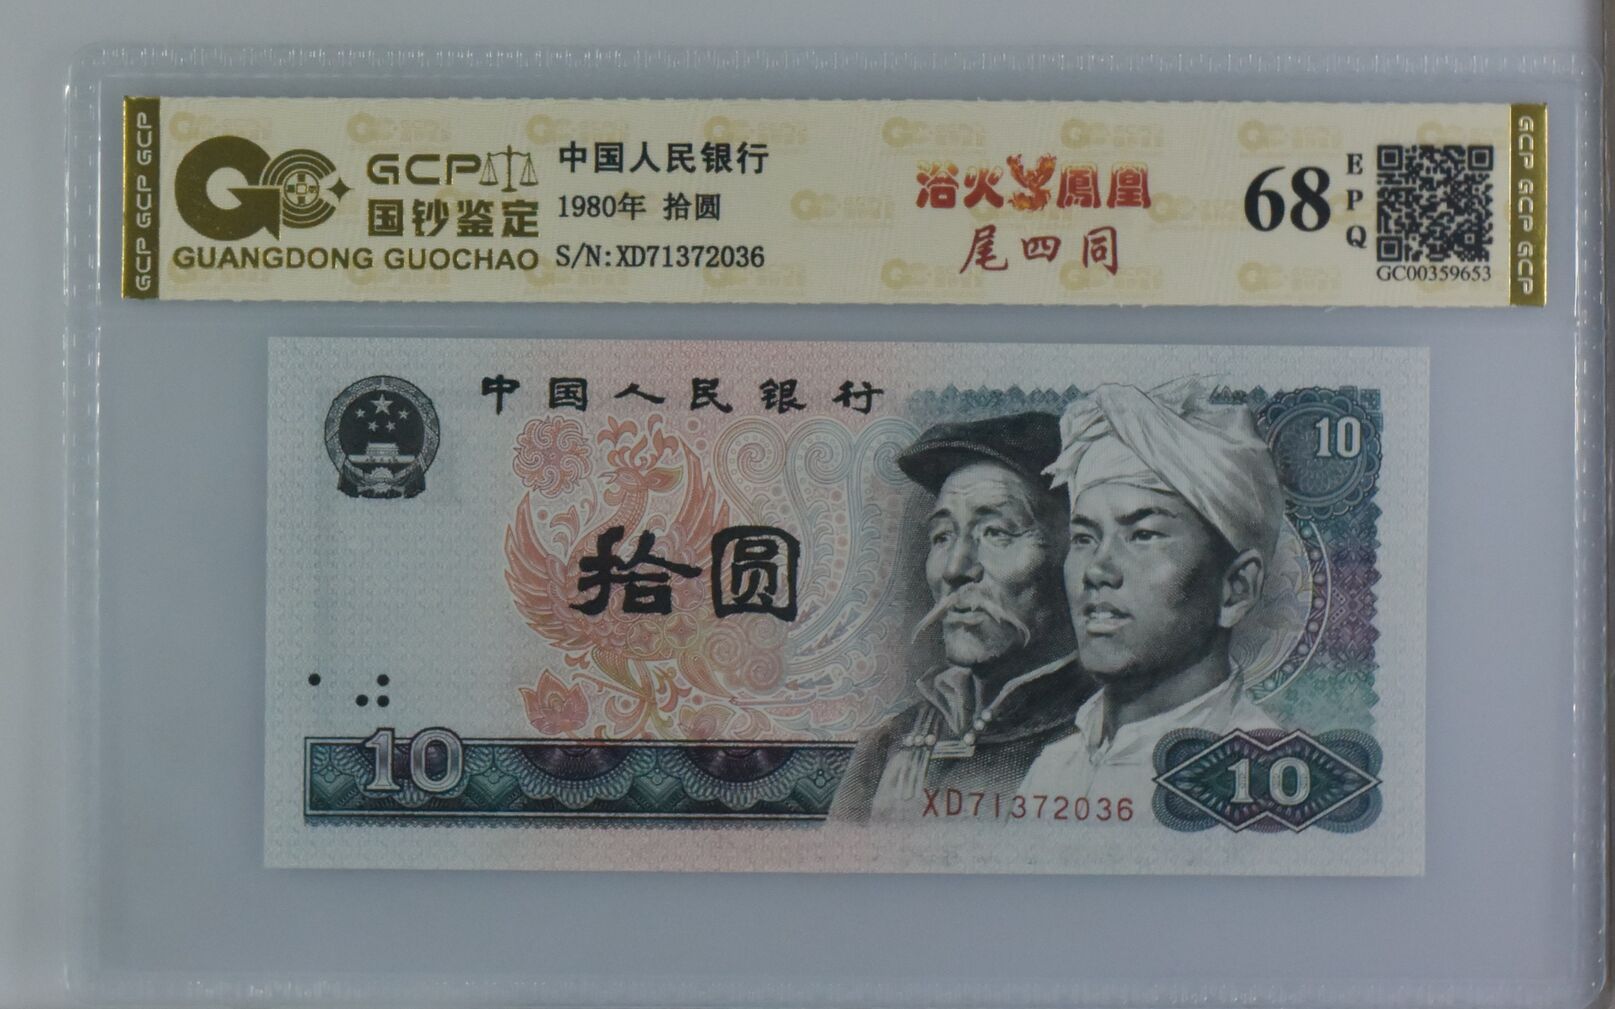 GCP GCP GCP
GCP
国钞鉴定
GUANGDONG GUOCHAO
中国人民银行
1980年 拾圆
S/N:XD71372036
浴火鳳凰
尾四同
68
EPQ
GC00359653
GCP GCP GCP
中国人民银行
10
拾圆
10
XD71372036
10